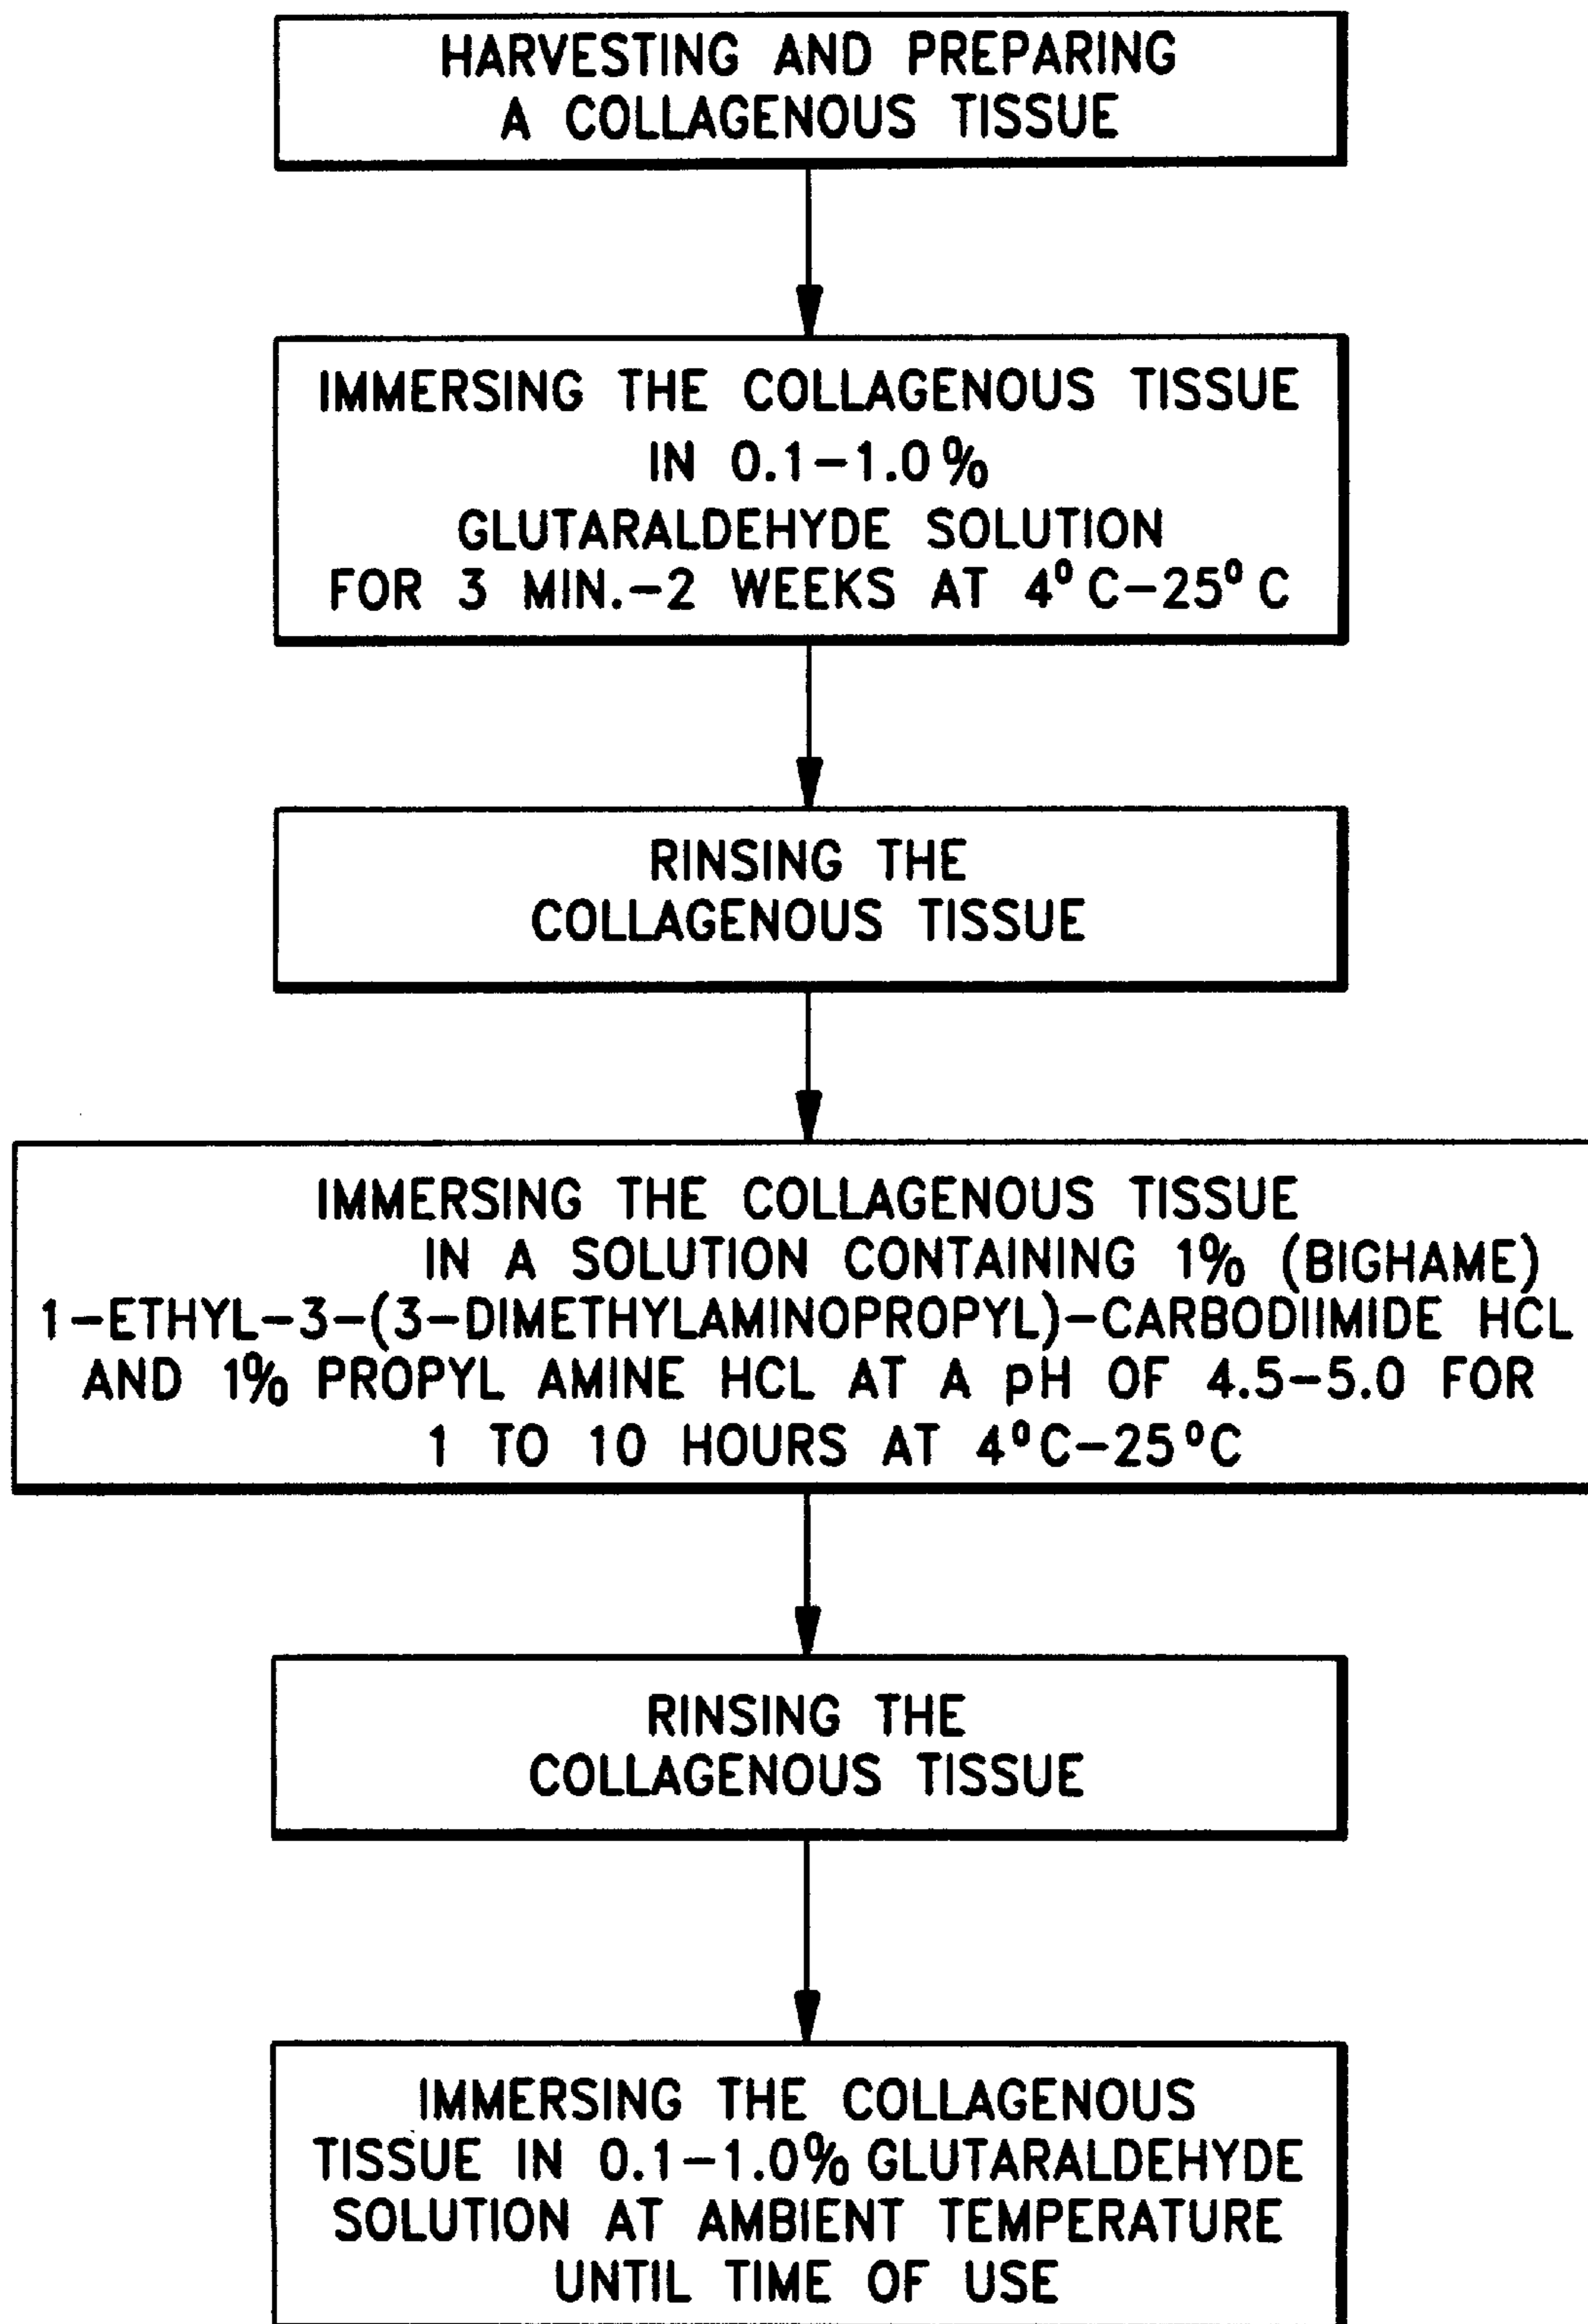 HARVESTING AND PREPARING
A COLLAGENOUS TISSUE
IMMERSING THE COLLAGENOUS TISSUE
IN 0.1-1.0%
GLUTARALDEHYDE SOLUTION
FOR 3 MIN.-2 WEEKS AT 4⁰ C-25⁰ C
RINSING THE
COLLAGENOUS TISSUE
IMMERSING THE COLLAGENOUS TISSUE
IN A SOLUTION CONTAINING 1% (BIGHAME)
1-ETHYL-3-(3-DIMETHYLAMINOPROPYL)-CARBODIIMIDE HCL
AND 1% PROPYL AMINE HCL AT A pH OF 4.5-5.0 FOR
1 TO 10 HOURS AT 4⁰C-25⁰C
RINSING THE
COLLAGENOUS TISSUE
IMMERSING THE COLLAGENOUS
TISSUE IN 0.1-1.0% GLUTARALDEHYDE
SOLUTION AT AMBIENT TEMPERATURE
UNTIL TIME OF USE